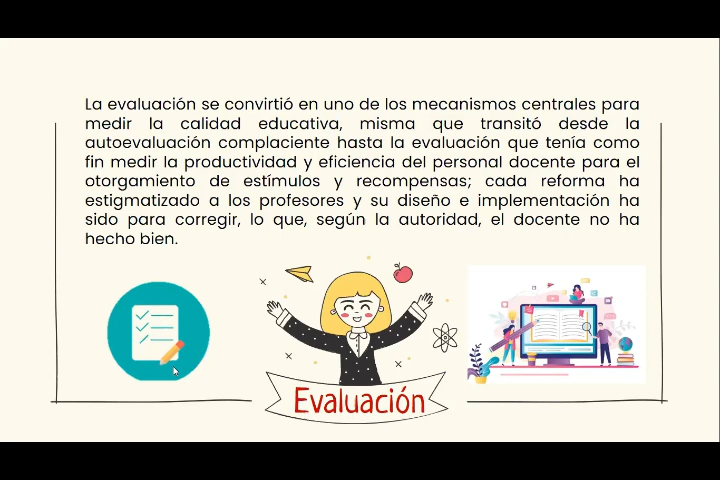 La evaluación se convirtió en uno de los mecanismos centrales para
medir la calidad educativa, misma que transitó desde la
autoevaluación complaciente hasta la evaluación que tenía como
fin medir la productividad y eficiencia del personal docente para el
otorgamiento de estímulos y recompensas; cada reforma ha
estigmatizado a los profesores y su diseño e implementación ha
sido para corregir, lo que, según la autoridad, el docente no ha
hecho bien.
Evaluación